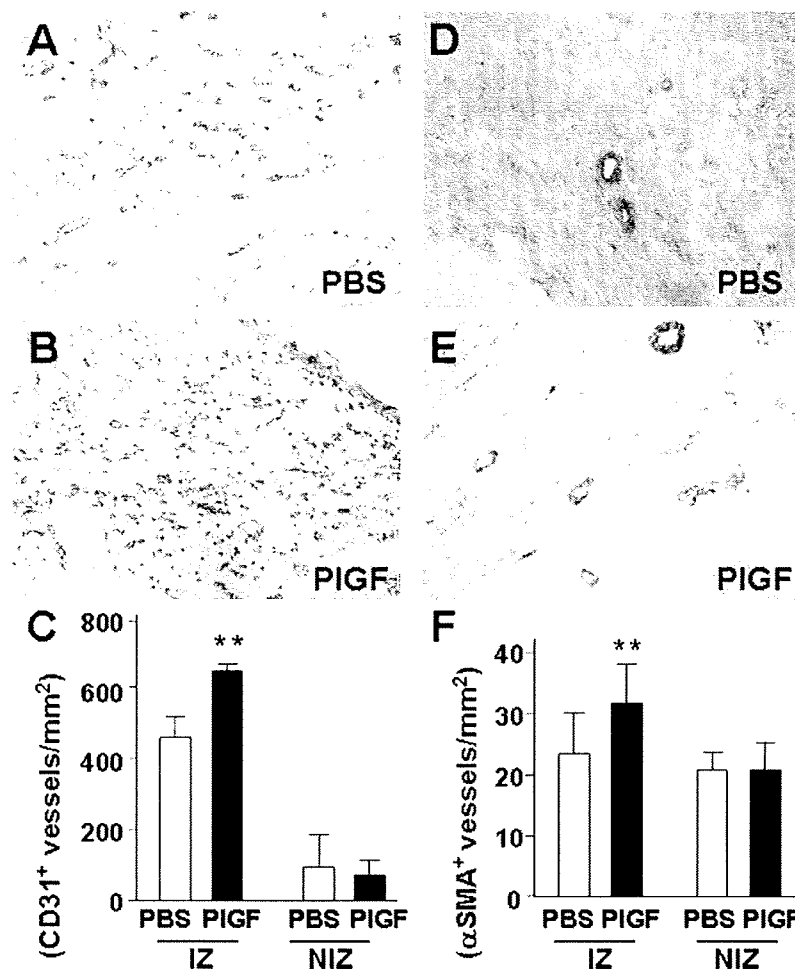 A
PBS
B
PlGF
C
(CD31+ vessels/mm2)
800
600
400
200
0
**
PBS PlGF PBS PlGF
IZ NIZ
D
PBS
E
PlGF
F
(αSMA+ vessels/mm2)
40
30
20
10
0
**
PBS PlGF PBS PlGF
IZ NIZ